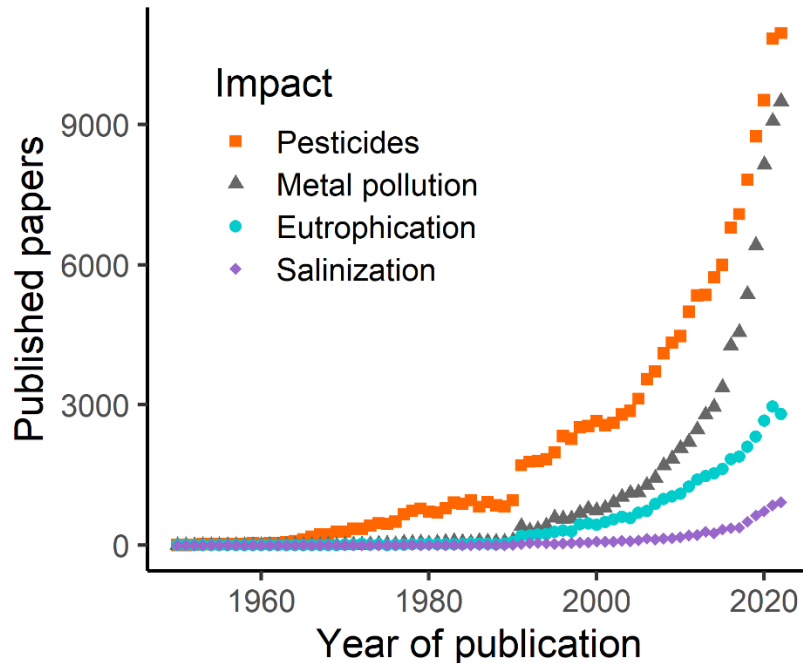 Impact
Pesticides
Metal pollution
Eutrophication
Salinization
Published papers
9000
6000
3000
0
1960
1980
2000
2020
Year of publication